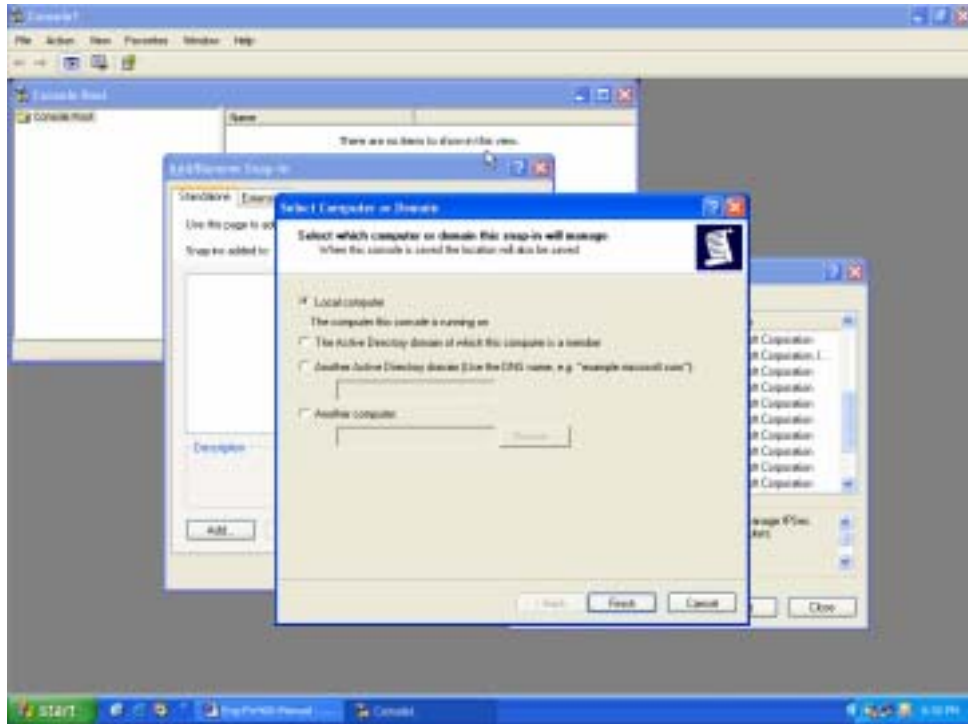 Console1
File Action View Favorites Window Help
Console Root
Console Root
Name
There are no items to show in this view.
Add/Remove Snap-in
Standalone
Use this page to
Snap-ins added to:
Description
Add...
Select Computer or Domain
Select which computer or domain this snap-in will manage
When this console is saved the location will also be saved
Local computer
The computer this console is running on
The Active Directory domain of which this computer is a member
Another Active Directory domain (Use the DNS name, e.g. "example.microsoft.com")
Another computer:
Browse...
< Back
Finish
Cancel
Corporation
Corporation, I...
Corporation
Corporation
Corporation
Corporation
Corporation
Corporation
Corporation
Corporation
Close
start
Console1